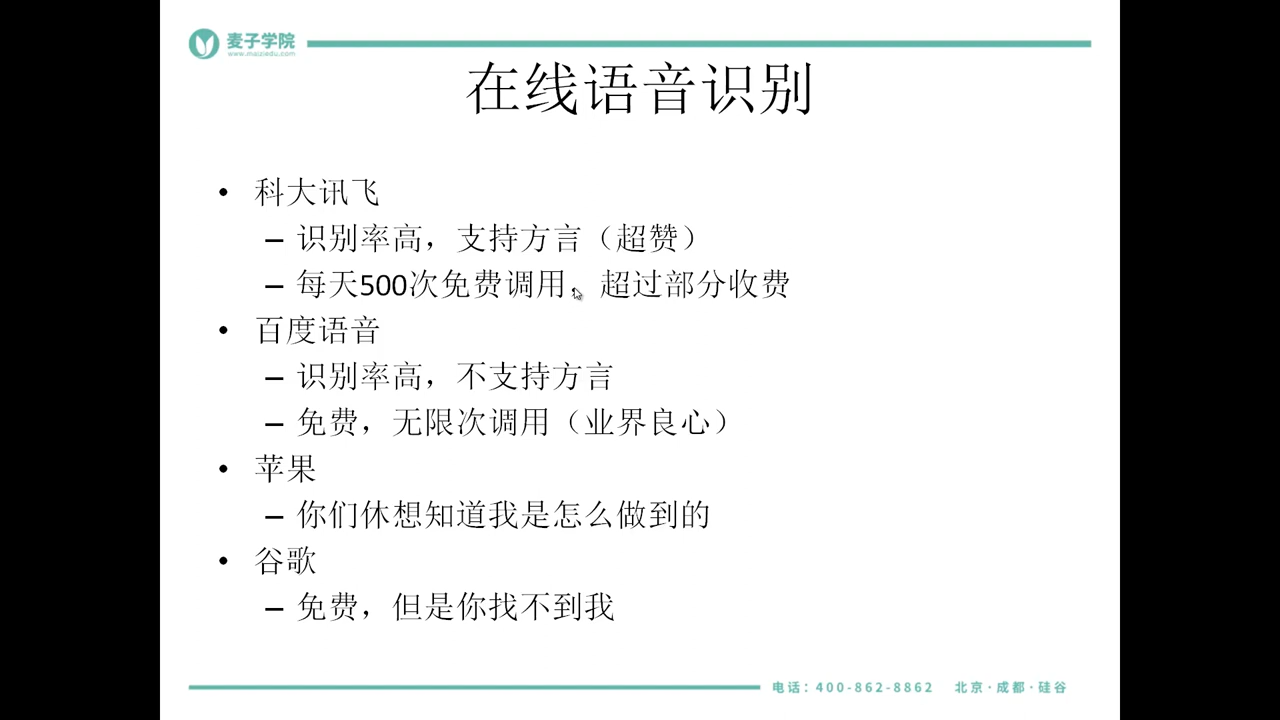 麦子学院
www.maiziedu.com
在线语音识别
• 科大讯飞
– 识别率高，支持方言（超赞）
– 每天500次免费调用，超过部分收费
• 百度语音
– 识别率高，不支持方言
– 免费，无限次调用（业界良心）
• 苹果
– 你们休想知道我是怎么做到的
• 谷歌
– 免费，但是你找不到我
电话：400-862-8862 北京·成都·硅谷